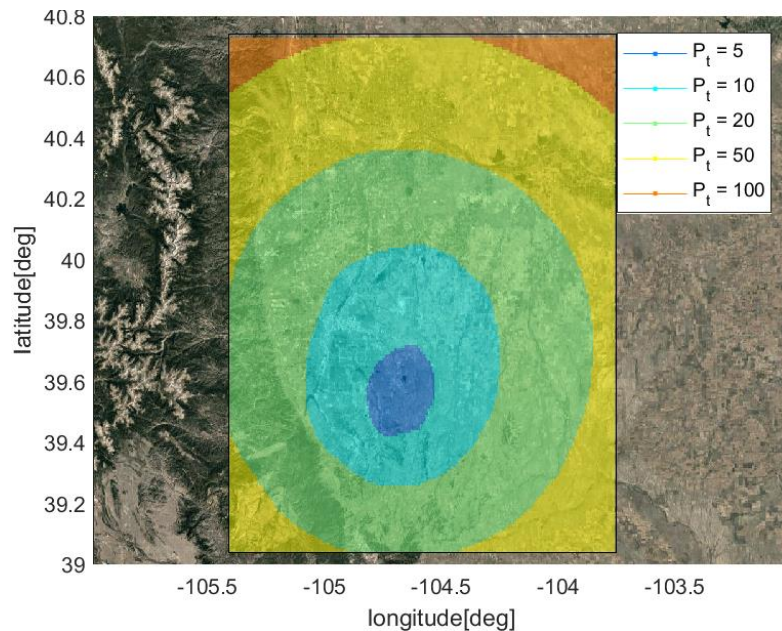 40.8
40.6
40.4
40.2
40
39.8
39.6
39.4
39.2
39
latitude[deg]
P_t = 5
P_t = 10
P_t = 20
P_t = 50
P_t = 100
-105.5 -105 -104.5 -104 -103.5
longitude[deg]